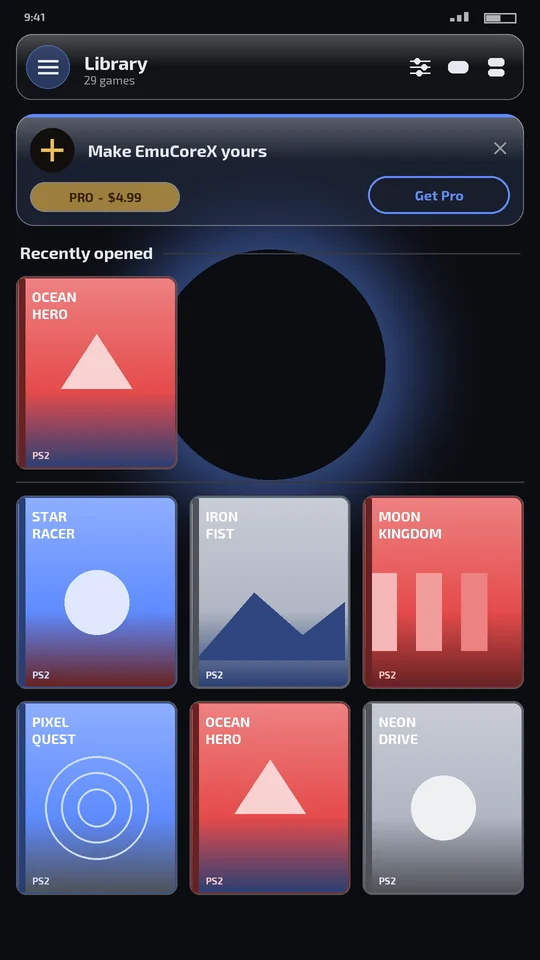 9:41
Library
29 games
Make EmuCoreX yours
PRO - $4.99
Get Pro
Recently opened
OCEAN
HERO
PS2
STAR
RACER
PS2
IRON
FIST
PS2
MOON
KINGDOM
PS2
PIXEL
QUEST
PS2
OCEAN
HERO
PS2
NEON
DRIVE
PS2